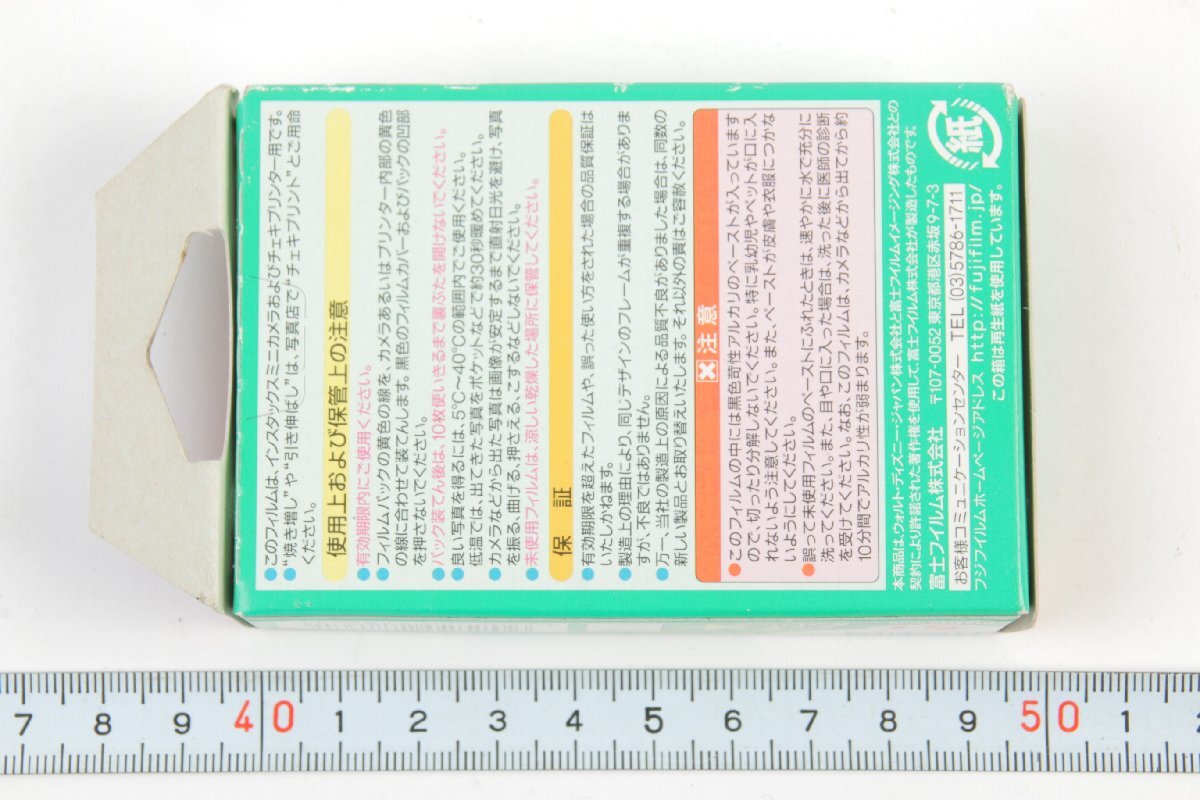 ●このフィルムは、インスタックスミニカメラおよびチェキプリンター用です。
●“焼き増し”や“引き伸ばし”は、写真店で“チェキプリント”とご用命
ください。
使用上および保管上の注意
●有効期限内にご使用ください。
●フィルムパックの黄色の線を、カメラあるいはプリンター内部の黄色
の線に合わせて装てんします。黒色のフィルムカバーおよびパックの凹部
を押さないでください。
●パック装てん後は、10枚使いきるまで裏ぶたを開けないでください。
●良い写真を得るには、5℃〜40℃の範囲内でご使用ください。
低温では、出てきた写真をポケットなどで約30秒暖めてください。
●カメラなどから出た写真は画像が安定するまで直射日光を避け、写真
を振る、曲げる、押さえる、こするなどしないでください。
●未使用フィルムは、涼しい乾燥した場所に保管してください。
保 証
●有効期限を超えたフィルムや、誤った使い方をされた場合の品質保証は
いたしかねます。
●製造上の理由により、同じデザインのフレームが重複する場合がありま
すが、不良ではありません。
●万一、当社の製造上の原因による品質不良がありました場合は、同数の
新しい製品とお取替えいたします。それ以外の責はご容赦ください。
注意
●このフィルムの中には黒色苛性アルカリのペーストが入っています
ので切ったり分解しないでください。特に乳幼児やペットが口に入
れないよう注意してください。また、ペーストが皮膚や衣服につかな
いようにしてください。
●誤って未使用フィルムのペーストにふれたときは、速やかに水で充分に
洗ってください。また、目や口に入った場合は、洗った後に医師の診断
を受けてください。なお、このフィルムは、カメラなどから出てから約
10分間でアルカリ性が弱まります。
本商品は、ウォルト・ディズニー・ジャパン株式会社と富士フイルムイメージング株式会社との
契約により許諾された著作権を使用して、富士フイルム株式会社が製造したものです。
富士フイルム株式会社 〒107-0052 東京都港区赤坂9-7-3
お客様コミュニケーションセンター TEL (03)5786-1711
フジフイルムホームページアドレス http://fujifilm.jp/
この箱は再生紙を使用しています。
紙
7 8 9 40 1 2 3 4 5 6 7 8 9 50 1